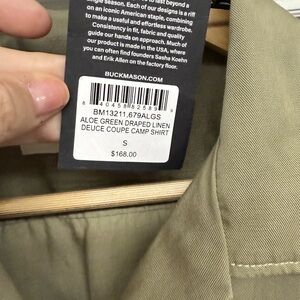 single season. Each of our designs is a riff
on an iconic American staple, combining
to make a useful and effortless wardrobe.
Consistency in fit, fabric and quality
guide our hands on approach. Much of
our product is made in the USA, where
you can often find founders Sasha Koehn
and Erik Allen on the factory floor.
BUCKMASON.COM
BM13211.679ALGS
ALOE GREEN DRAPED LINEN
DEUCE COUPE CAMP SHIRT
S
$168.00